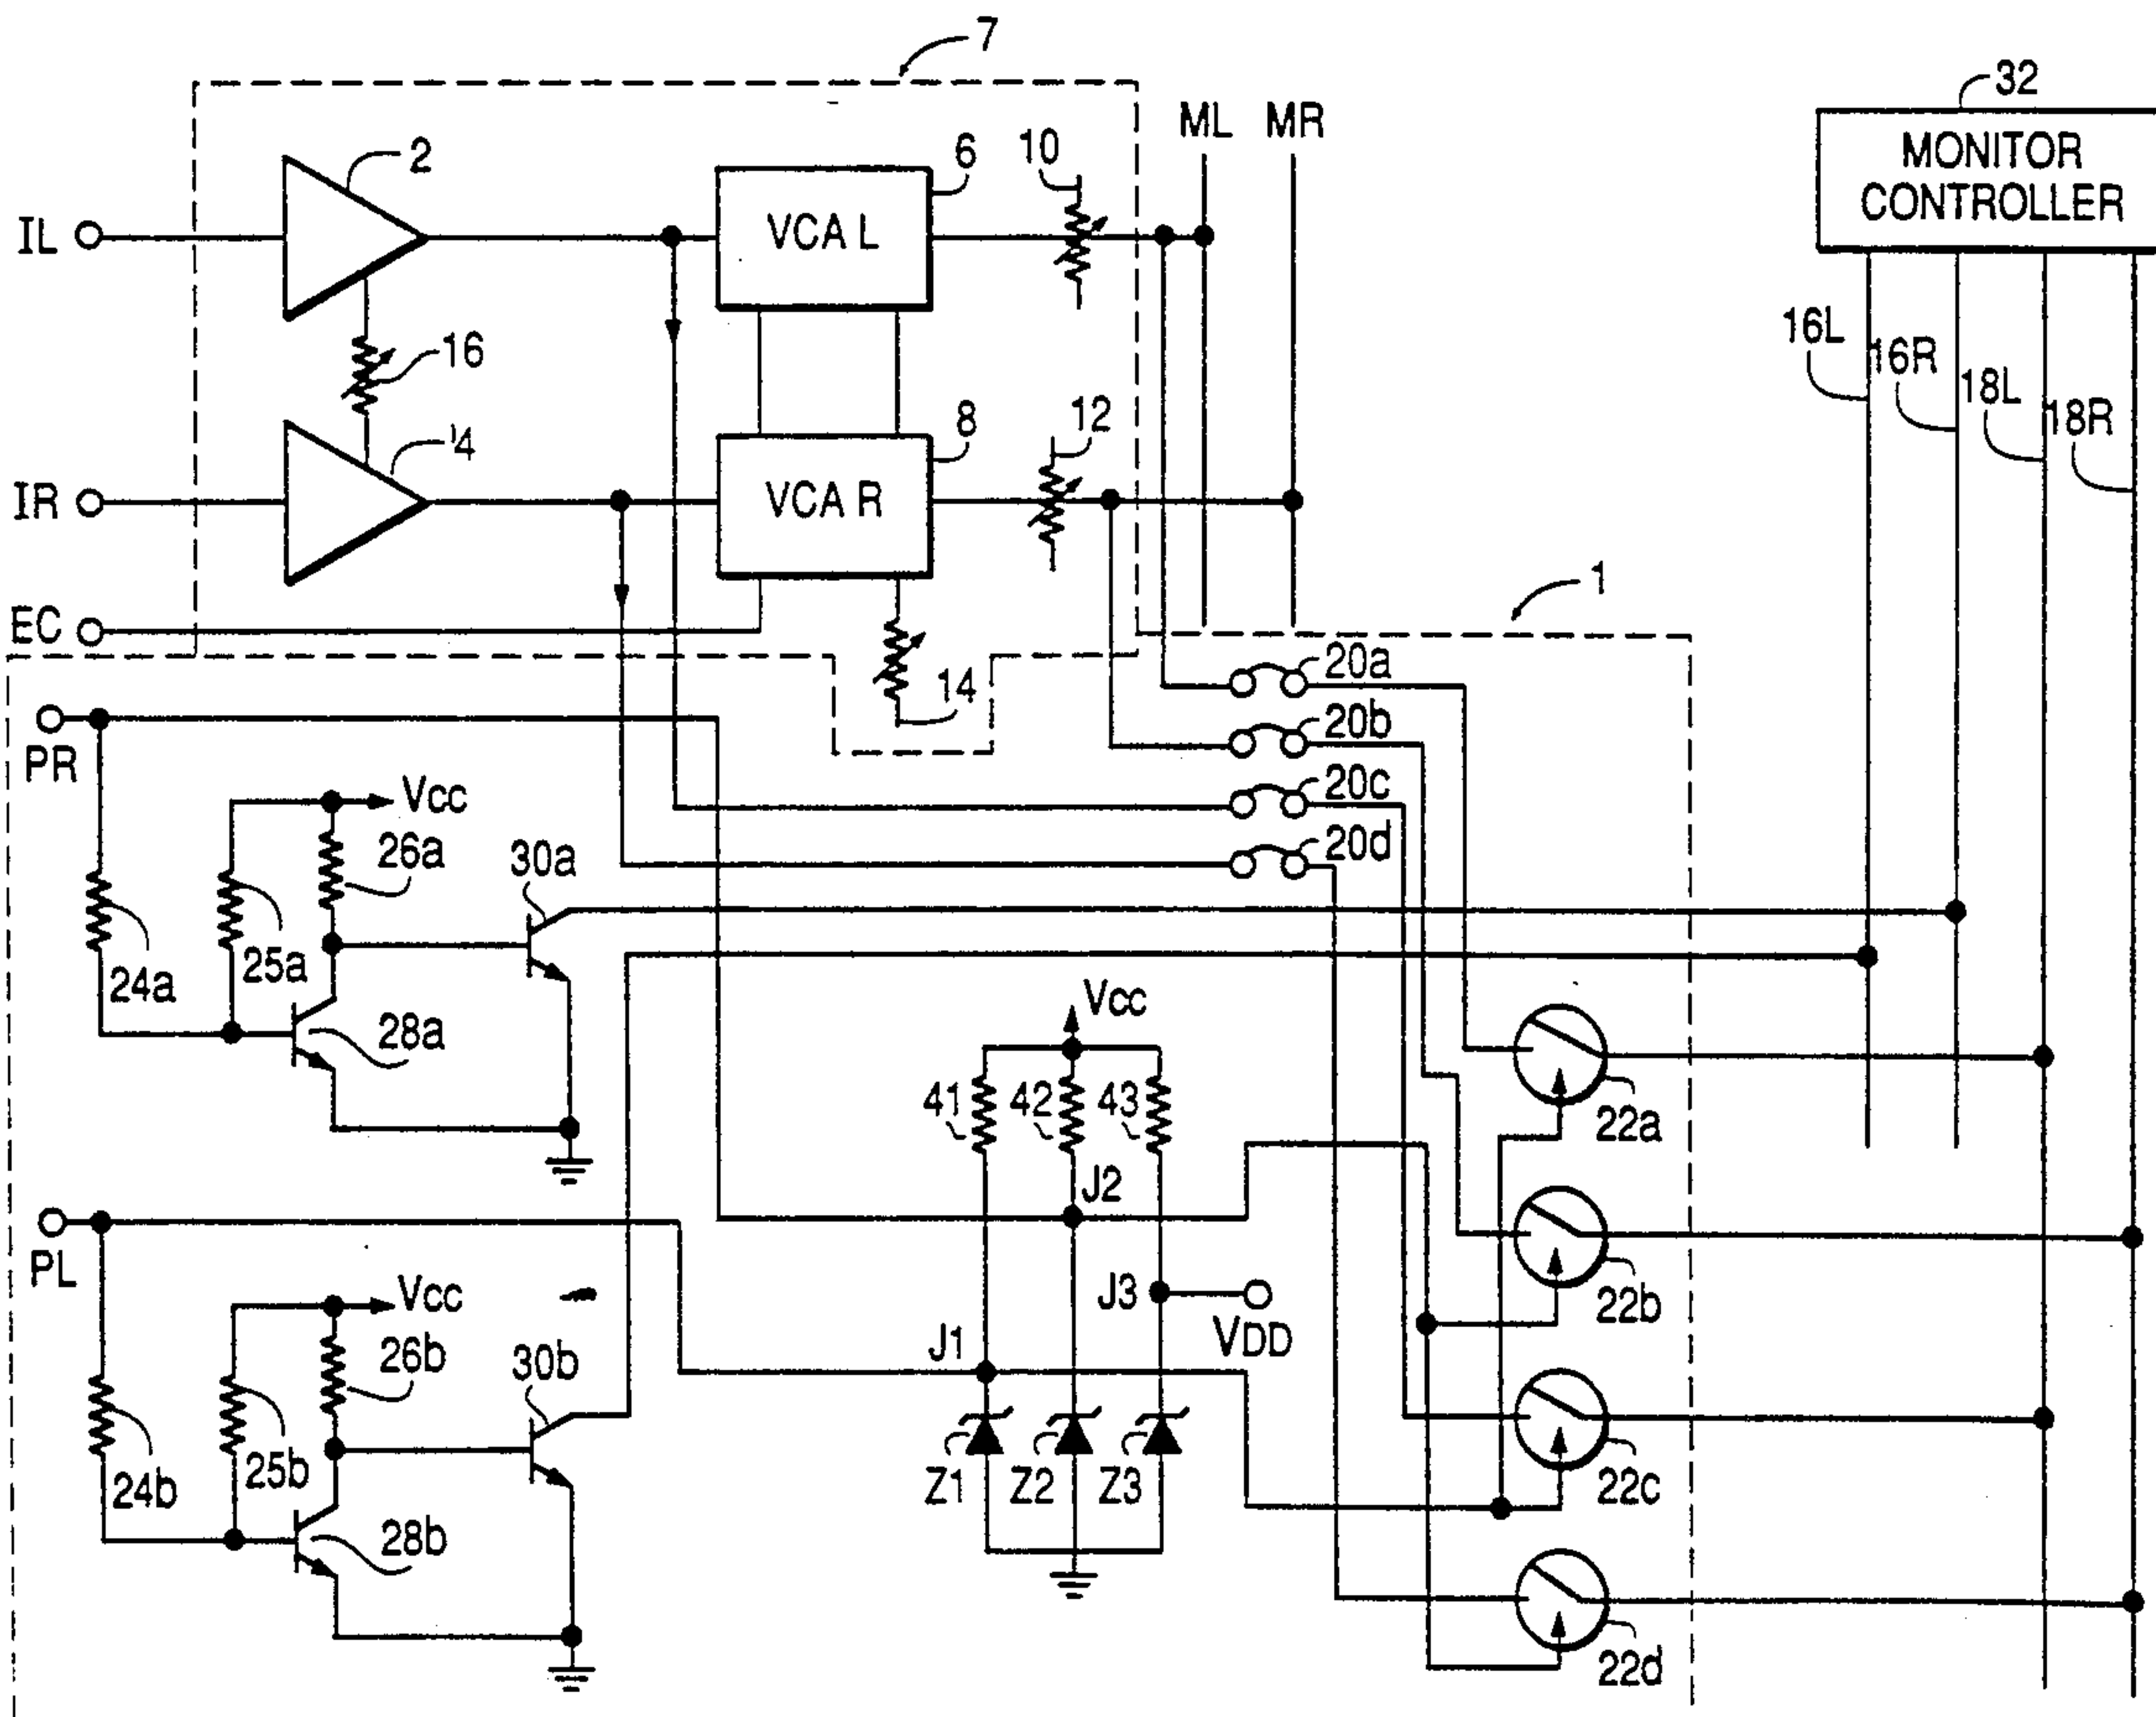 7
32
MONITOR
CONTROLLER
ML MR
2
6
10
IL
VCA L
16
16L
16R
18L
18R
4
8
12
IR
VCA R
EC
1
14
20a
20b
20c
20d
PR
Vcc
26a
30a
24a
25a
28a
Vcc
41
42
43
22a
J2
PL
Vcc
26b
30b
J3
VDD
22b
J1
24b
25b
28b
Z1
Z2
Z3
22c
22d